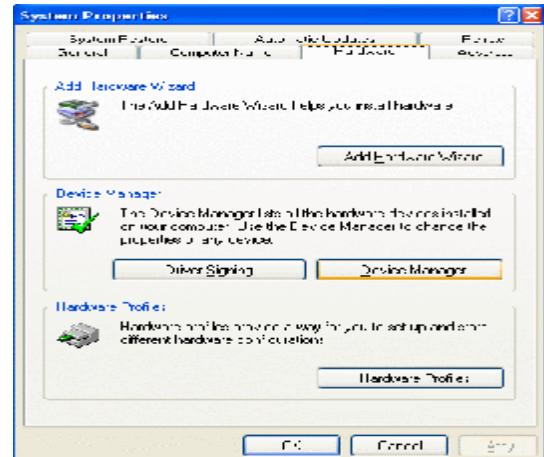 System Properties
System Restore Automatic Updates Remote
General Computer Name Hardware Advanced
Add Hardware Wizard
The Add Hardware Wizard helps you install hardware.
Add Hardware Wizard
Device Manager
The Device Manager lists all the hardware devices installed
on your computer. Use the Device Manager to change the
properties of any device.
Driver Signing Device Manager
Hardware Profiles
Hardware profiles provide a way for you to set up and store
different hardware configurations.
Hardware Profiles
OK Cancel Apply